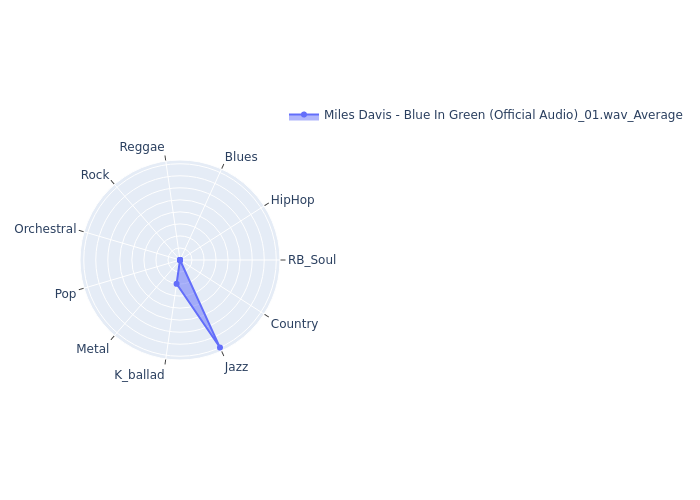 Miles Davis - Blue In Green (Official Audio)_01.wav_Average
Reggae
Blues
Rock
HipHop
Orchestral
RB_Soul
Pop
Country
Metal
Jazz
K_ballad